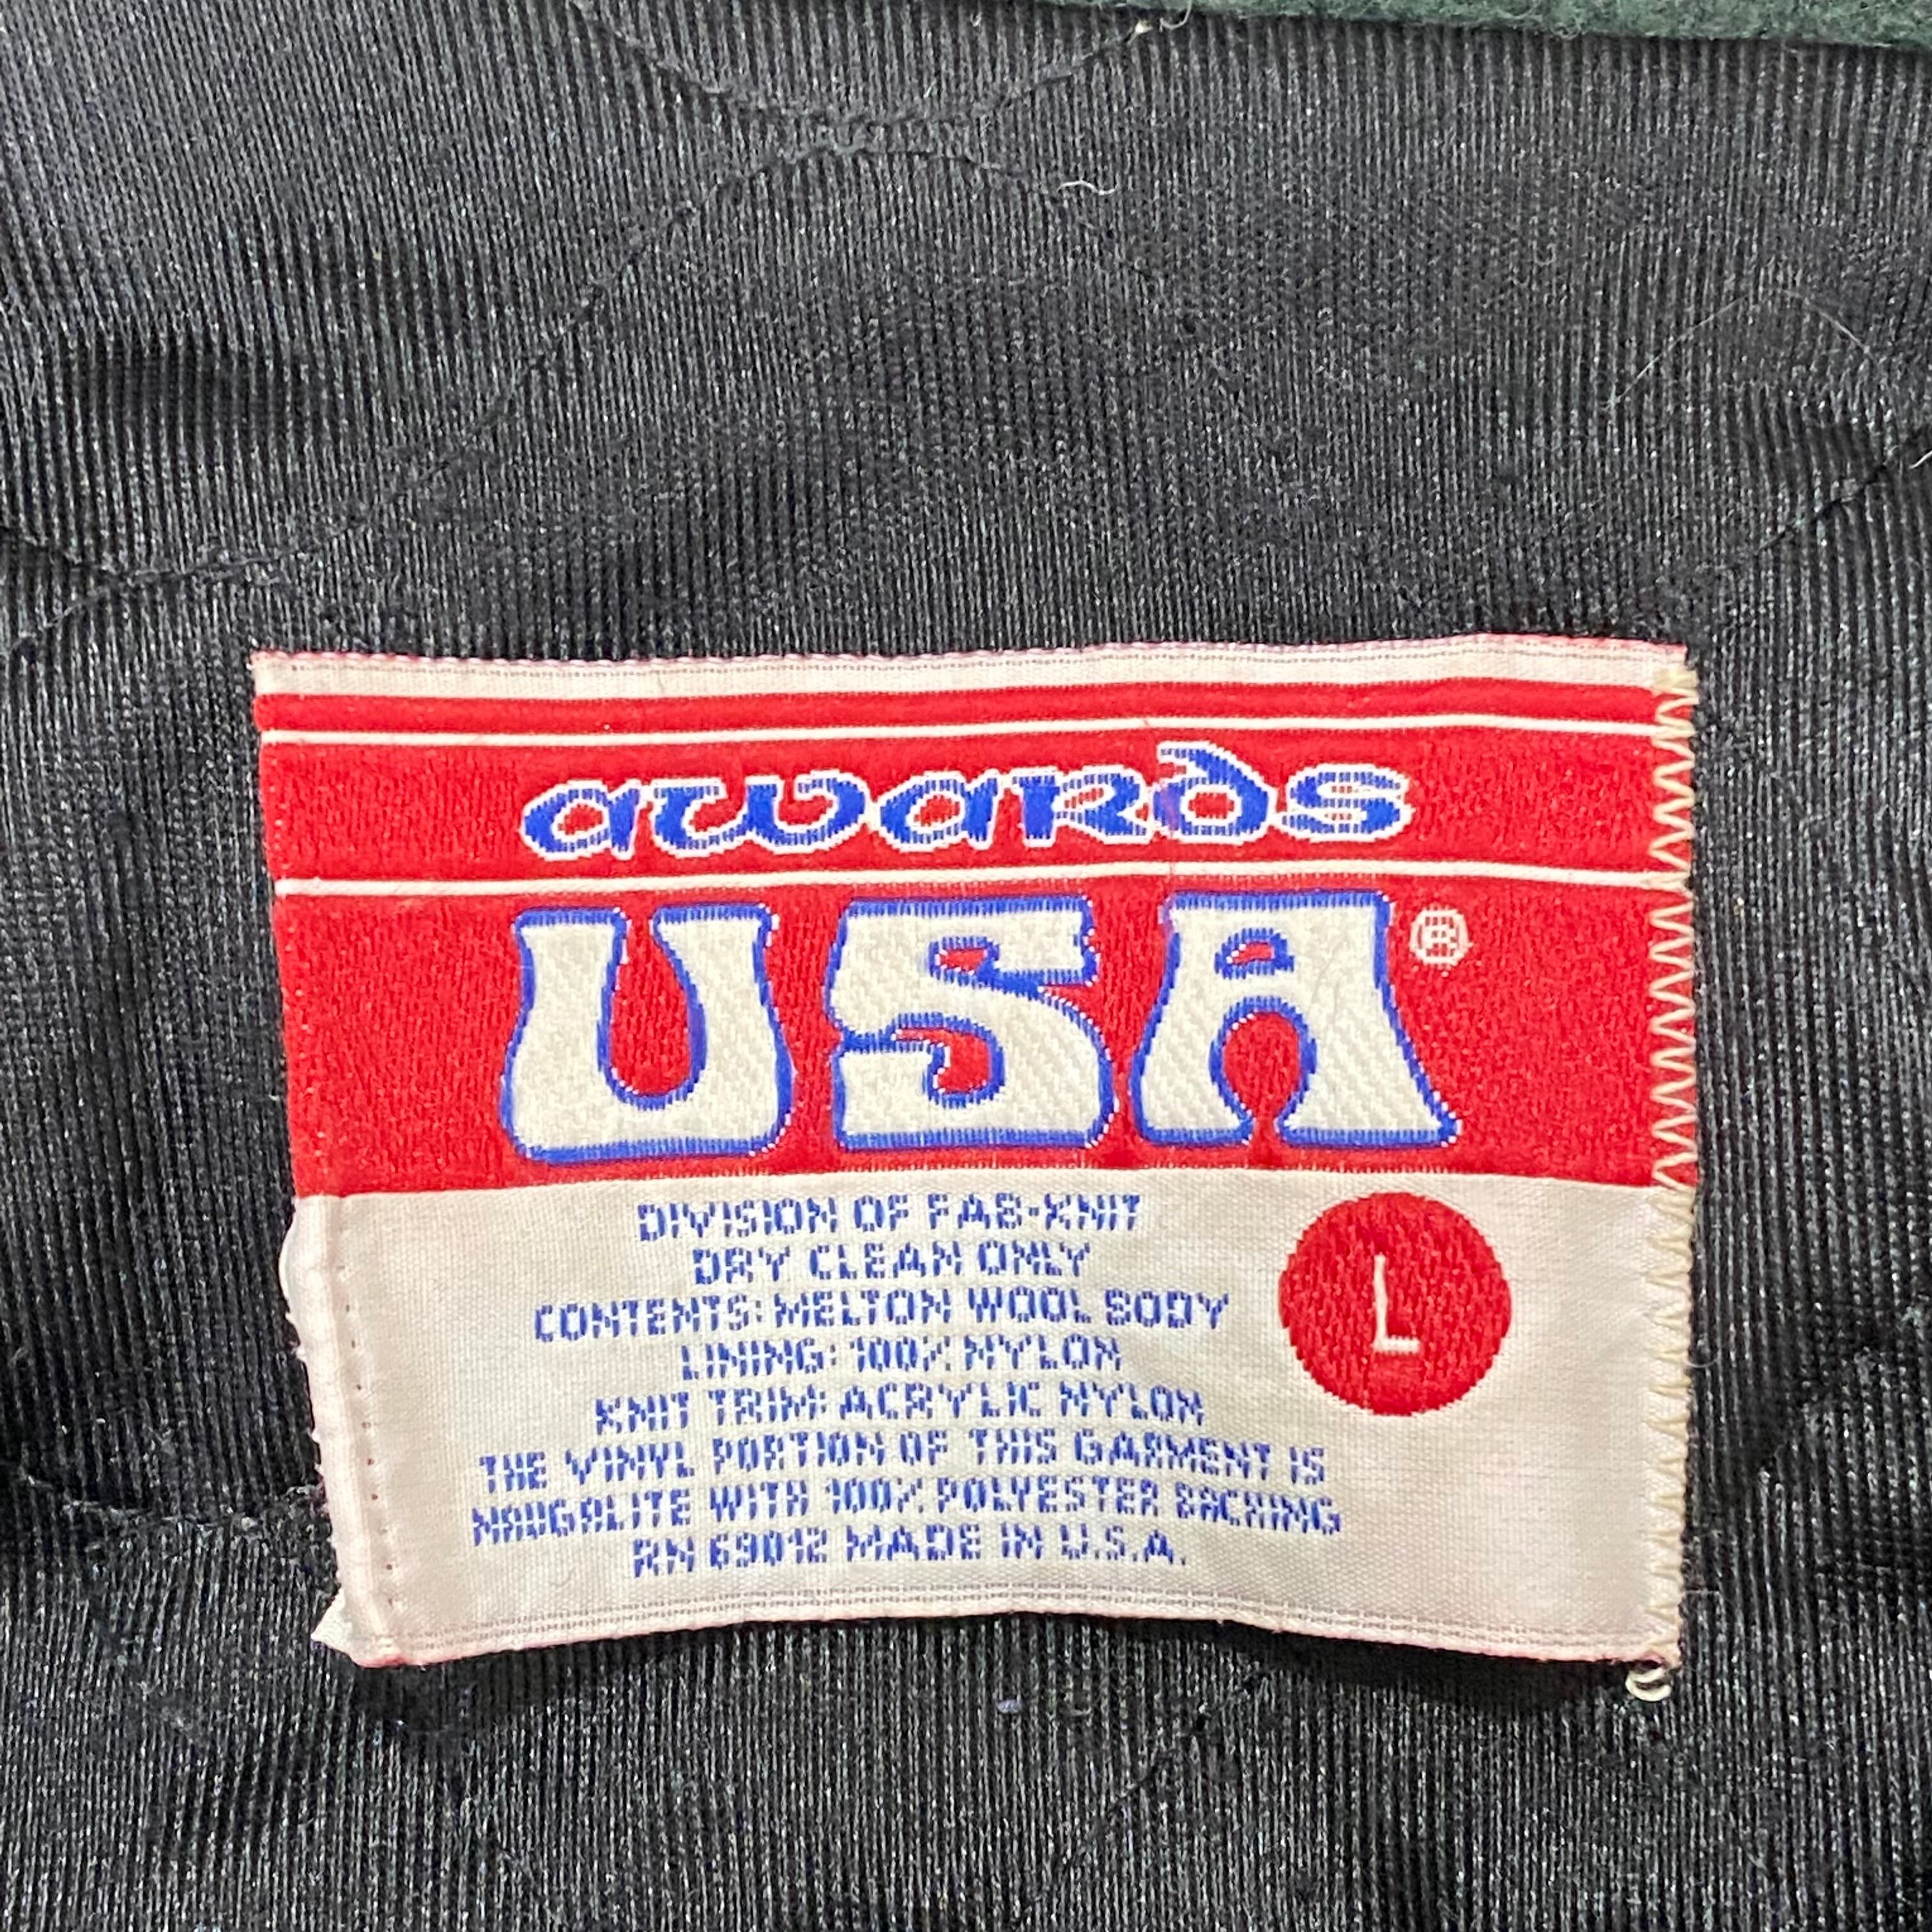 awards
USA®
DIVISION OF FAB-KNIT
DRY CLEAN ONLY
CONTENTS: MELTON WOOL BODY
L
LINING: 100% NYLON
KNIT TRIM: ACRYLIC NYLON
THE VINYL PORTION OF THIS GARMENT IS
NAUGALITE WITH 100% POLYESTER BACKING
RN 69012 MADE IN U.S.A.